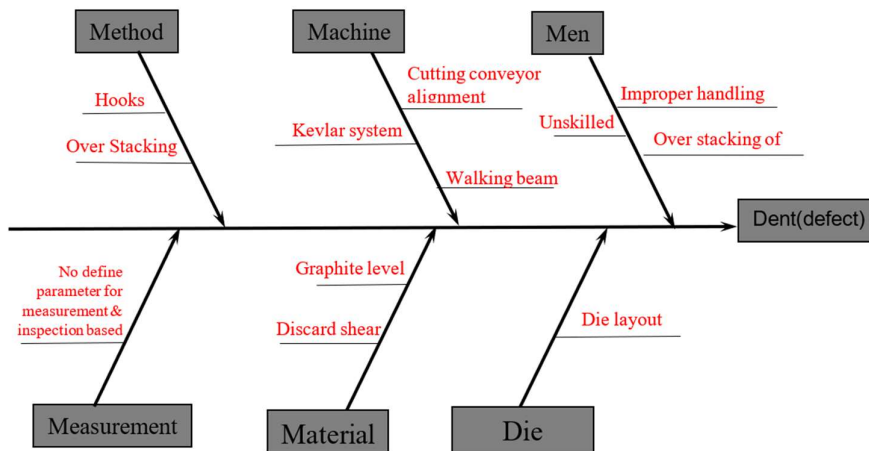 Method
Machine
Men
Cutting conveyor
alignment
Hooks
Improper handling
Kevlar system
Unskilled
Over Stacking
Over stacking of
Walking beam
Dent(defect)
No define
parameter for
measurement &
inspection based
Graphite level
Discard shear
Die layout
Measurement
Material
Die